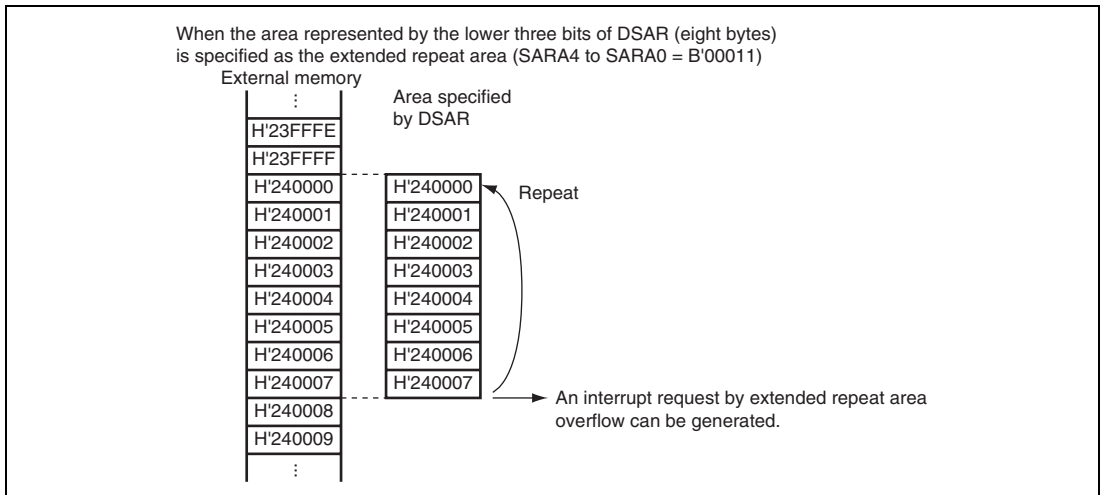 When the area represented by the lower three bits of DSAR (eight bytes)
is specified as the extended repeat area (SARA4 to SARA0 = B'00011)
External memory
Area specified
by DSAR
⋮
H'23FFFE
H'23FFFF
H'240000
H'240001
H'240002
H'240003
H'240004
H'240005
H'240006
H'240007
H'240008
H'240009
⋮
H'240000
H'240001
H'240002
H'240003
H'240004
H'240005
H'240006
H'240007
Repeat
An interrupt request by extended repeat area
overflow can be generated.